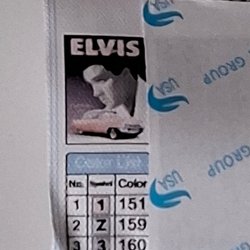 ELVIS
USA
GROUP
USA
GROUP
USA
Color List
No. Symbol Color
1 1 151
2 Z 159
3 3 160